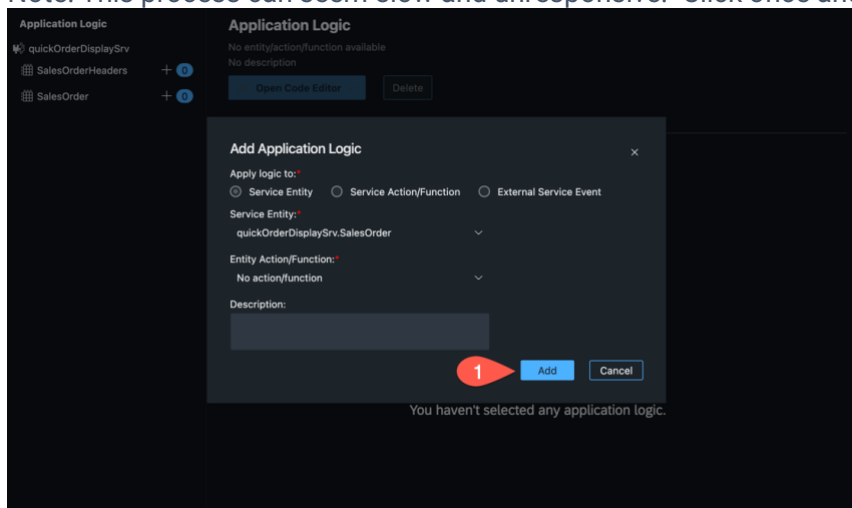 Note: This process can seem slow and unresponsive. Click once and
Application Logic
quickOrderDisplaySrv
SalesOrderHeaders + 0
SalesOrder + 0
Application Logic
No entity/action/function available
No description
Open Code Editor Delete
Add Application Logic ×
Apply logic to:*
Service Entity Service Action/Function External Service Event
Service Entity:*
quickOrderDisplaySrv.SalesOrder
Entity Action/Function:*
No action/function
Description:
1 Add Cancel
You haven't selected any application logic.